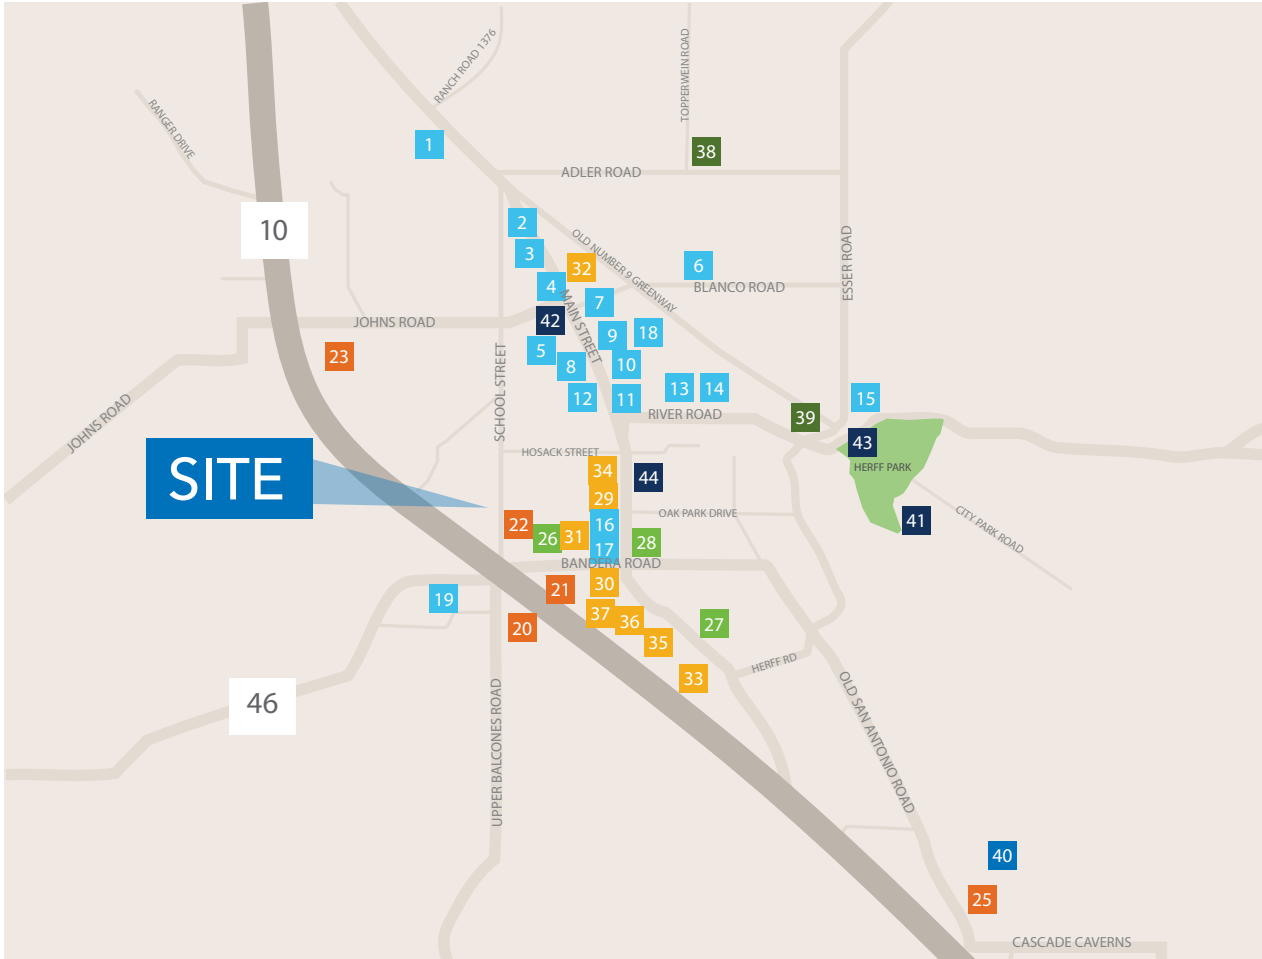 RANCH ROAD 1376
TOPPERWEIN ROAD
RANGER DRIVE
1
38
ADLER ROAD
2
10
OLD NUMBER 9 GREENWAY
3
32
6
ESSER ROAD
4
BLANCO ROAD
7
MAIN STREET
42
JOHNS ROAD
9
18
5
23
8
10
SCHOOL STREET
13
14
12
11
15
RIVER ROAD
39
JOHNS ROAD
43
HOSACK STREET
HERFF PARK
34
44
SITE
29
OAK PARK DRIVE
41
CITY PARK ROAD
22
16
26
31
28
17
BANDERA ROAD
30
21
19
37
36
27
20
35
HERFF RD
33
46
UPPER BALCONES ROAD
OLD SAN ANTONIO ROAD
40
25
CASCADE CAVERNS